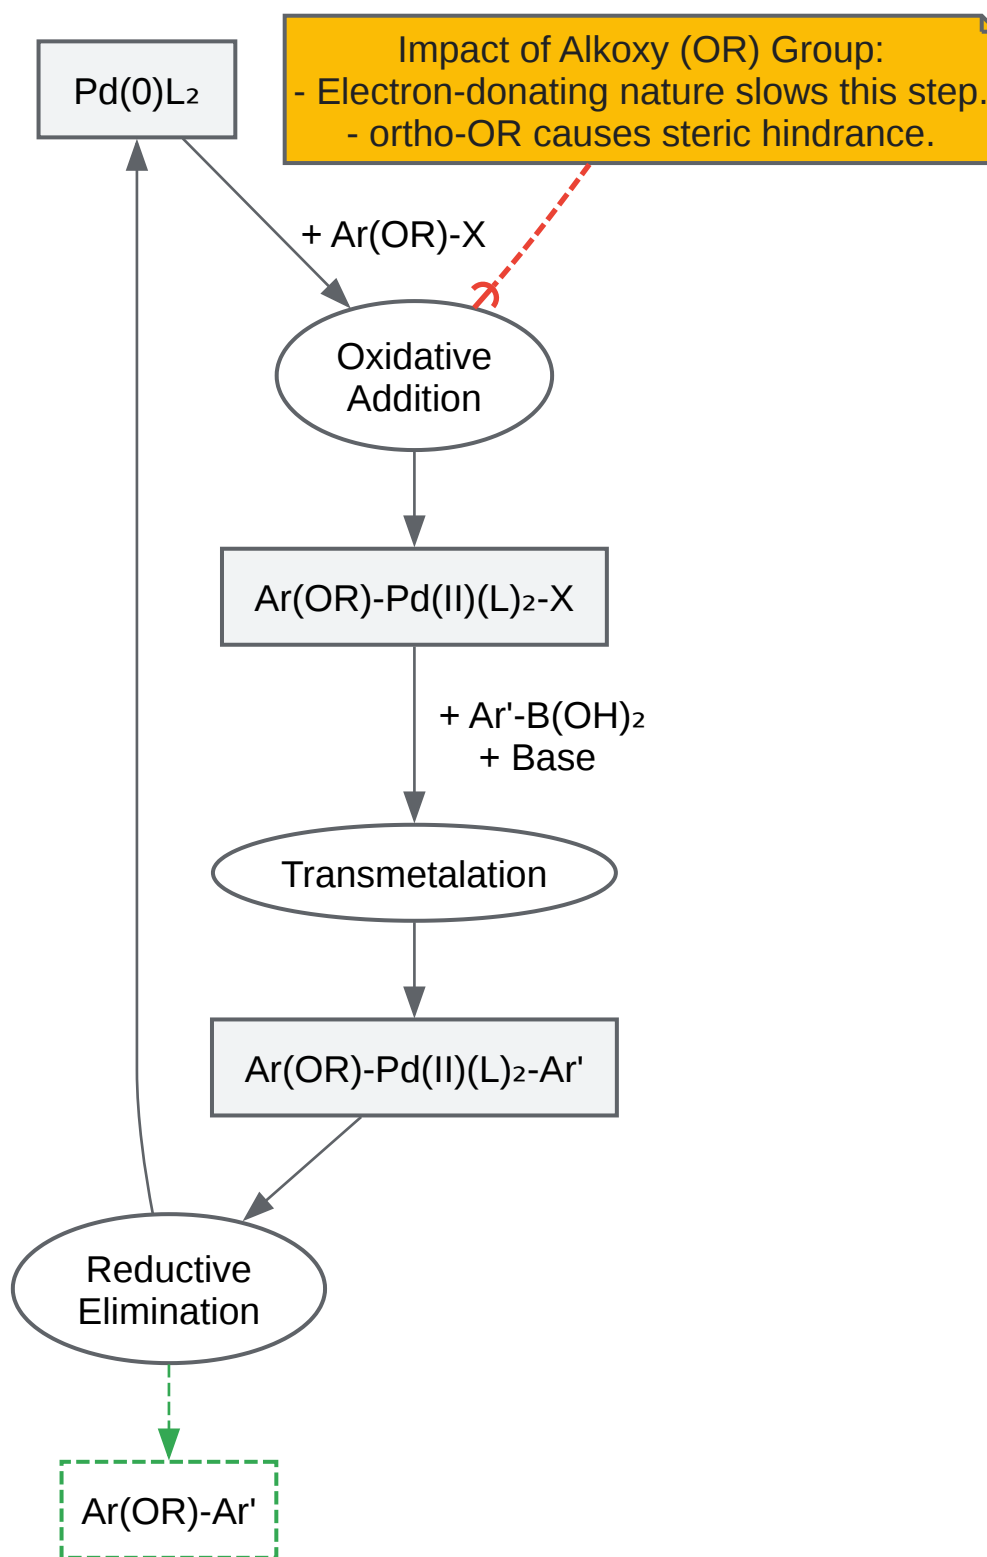 Pd(0)L₂
Impact of Alkoxy (OR) Group:
- Electron-donating nature slows this step.
- ortho-OR causes steric hindrance.
+ Ar(OR)-X
Oxidative
Addition
Ar(OR)-Pd(II)(L)₂-X
+ Ar'-B(OH)₂
+ Base
Transmetalation
Ar(OR)-Pd(II)(L)₂-Ar'
Reductive
Elimination
Ar(OR)-Ar'